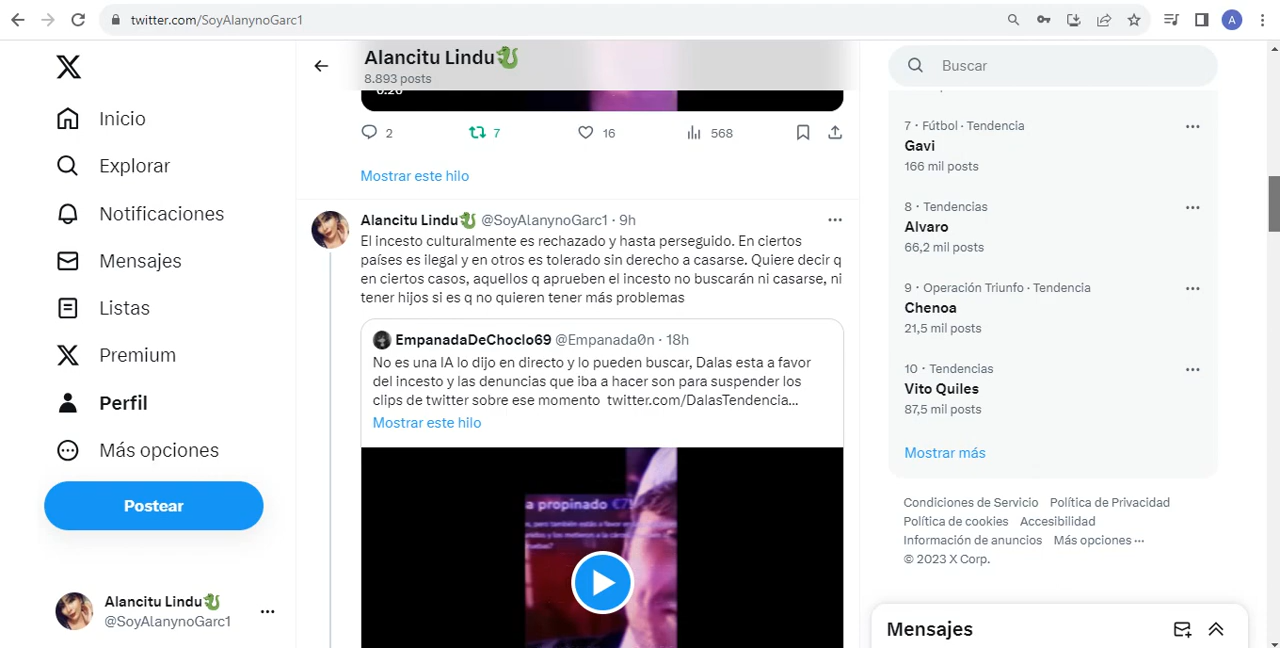 twitter.com/SoyAlanynoGarc1
A
Inicio
Explorar
Notificaciones
Mensajes
Listas
Premium
Perfil
Más opciones
Postear
Alancitu Lindu🐉
@SoyAlanynoGarc1
Alancitu Lindu🐉
8.893 posts
0:26
2 7 16 568
Mostrar este hilo
Alancitu Lindu🐉 @SoyAlanynoGarc1 · 9h
El incesto culturalmente es rechazado y hasta perseguido. En ciertos
países es ilegal y en otros es tolerado sin derecho a casarse. Quiere decir q
en ciertos casos, aquellos q aprueben el incesto no buscarán ni casarse, ni
tener hijos si es q no quieren tener más problemas
EmpanadaDeChoclo69 @Empanada0n · 18h
No es una IA lo dijo en directo y lo pueden buscar, Dalas esta a favor
del incesto y las denuncias que iba a hacer son para suspender los
clips de twitter sobre ese momento twitter.com/DalasTendencia...
Mostrar este hilo
a propinado
Buscar
7 · Fútbol · Tendencia
Gavi
166 mil posts
8 · Tendencias
Alvaro
66,2 mil posts
9 · Operación Triunfo · Tendencia
Chenoa
21,5 mil posts
10 · Tendencias
Vito Quiles
87,5 mil posts
Mostrar más
Condiciones de Servicio Política de Privacidad
Política de cookies Accesibilidad
Información de anuncios Más opciones ···
© 2023 X Corp.
Mensajes